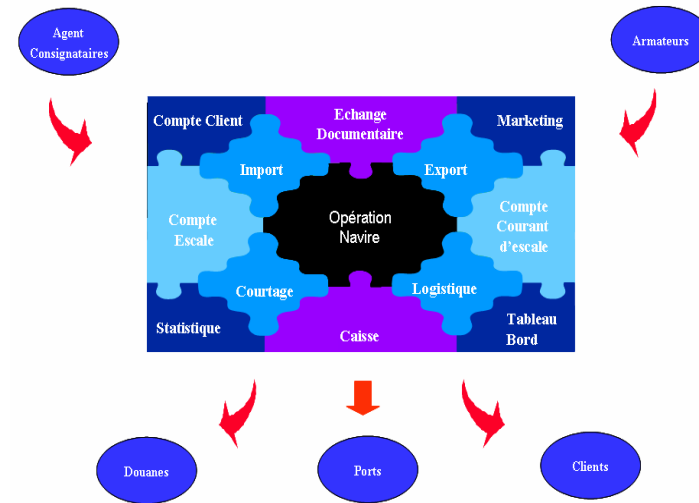 Agent
Consignataires
Armateurs
Compte Client
Echange
Documentaire
Marketing
Import
Export
Compte
Escale
Opération
Navire
Compte
Courant
d'escale
Courtage
Logistique
Statistique
Caisse
Tableau
Bord
Douanes
Ports
Clients